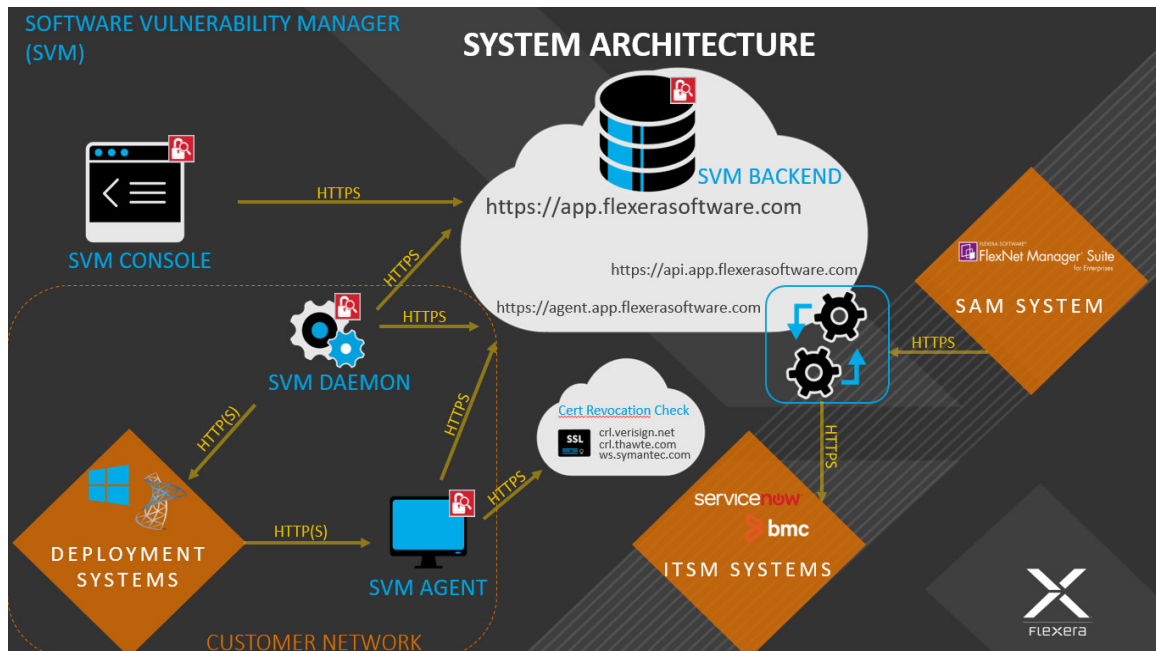 SOFTWARE VULNERABILITY MANAGER
(SVM)
SYSTEM ARCHITECTURE
SVM BACKEND
https://app.flexerasoftware.com
HTTPS
SVM CONSOLE
HTTPS
https://api.app.flexerasoftware.com
https://agent.app.flexerasoftware.com
HTTPS
SVM DAEMON
FLEXERA SOFTWARE
FlexNet Manager Suite
for Enterprises
SAM SYSTEM
HTTPS
HTTPS
Cert Revocation Check
SSL
crl.verisign.net
crl.thawte.com
ws.symantec.com
HTTP(S)
HTTPS
HTTPS
servicenow
bmc
ITSM SYSTEMS
DEPLOYMENT
SYSTEMS
HTTP(S)
SVM AGENT
CUSTOMER NETWORK
FLEXera